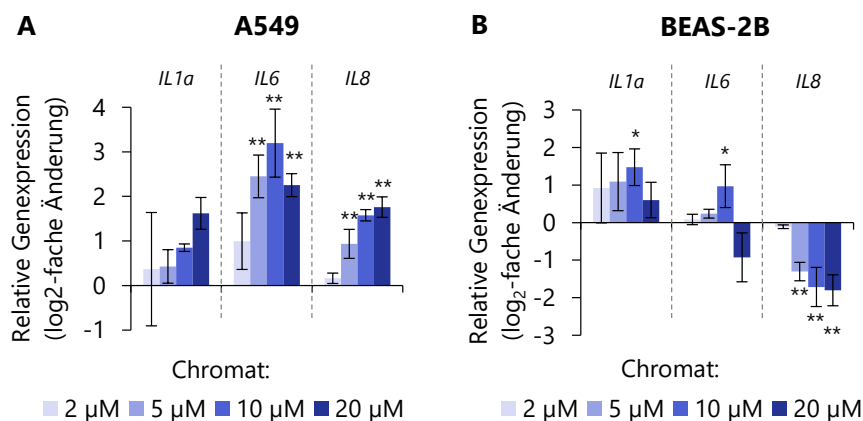 A
A549
IL1a IL6 IL8
Relative Genexpression
(log2-fache Änderung)
4
3
2
1
0
-1
** ** **
** ** **
Chromat:
2 µM 5 µM 10 µM 20 µM
B
BEAS-2B
IL1a IL6 IL8
Relative Genexpression
(log₂-fache Änderung)
3
2
1
0
-1
-2
-3
* *
** ** **
Chromat:
2 µM 5 µM 10 µM 20 µM